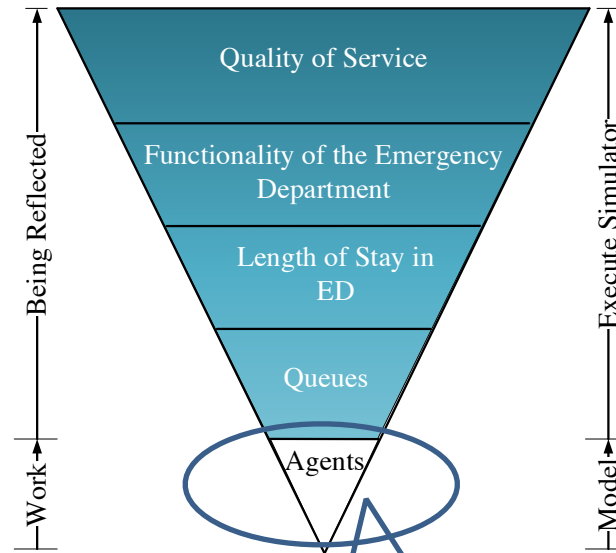 Quality of Service
Functionality of the Emergency
Department
Length of Stay in
ED
Queues
Agents
Being Reflected
Work
Execute Simulator
Model